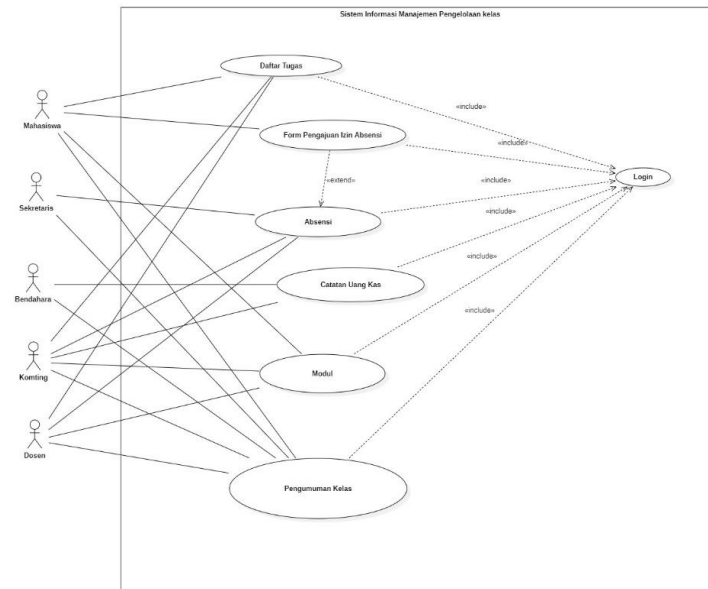 Sistem Informasi Manajemen Pengelolaan kelas
Daftar Tugas
«include»
Mahasiswa
Form Pengajuan Izin Absensi
«include»
Login
«extend»
«include»
Sekretaris
Absensi
«include»
Bendahara
Catatan Uang Kas
«include»
Komting
Modul
Dosen
Pengumuman Kelas